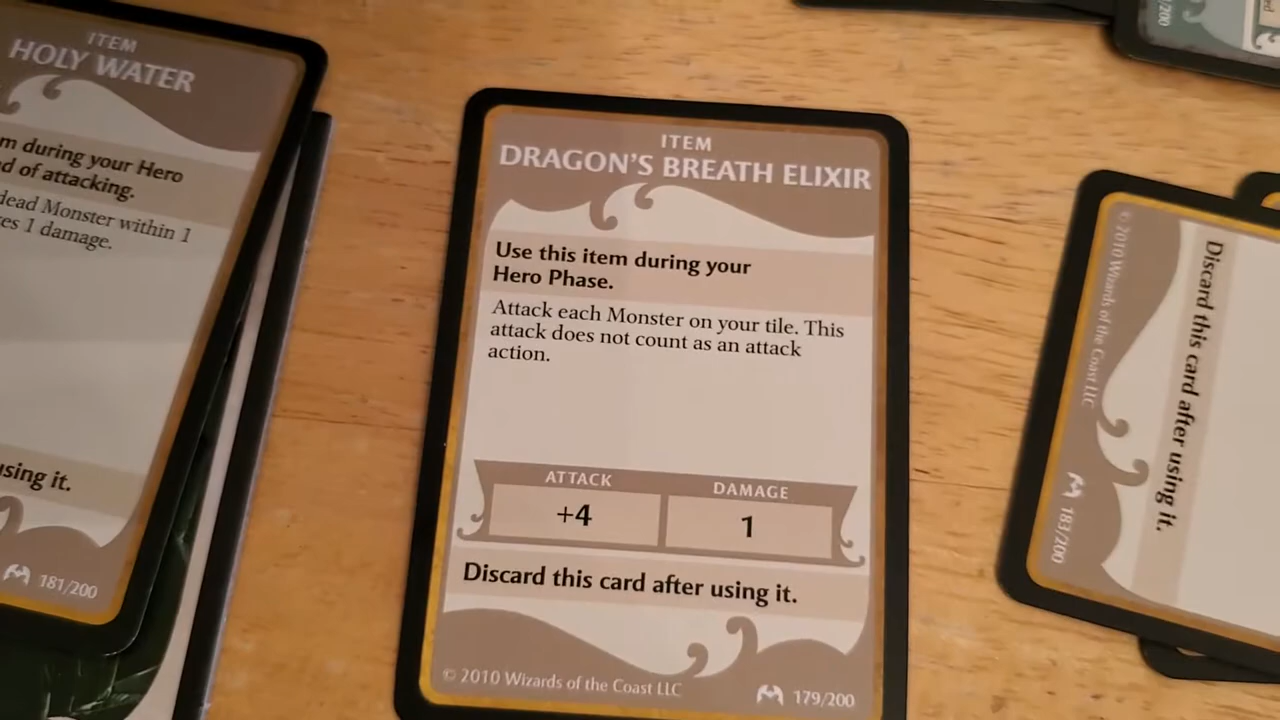 ITEM
HOLY WATER
during your Hero
of attacking.
dead Monster within 1
1 damage.
using it.
181/200
ITEM
DRAGON'S BREATH ELIXIR
Use this item during your
Hero Phase.
Attack each Monster on your tile. This
attack does not count as an attack
action.
ATTACK
DAMAGE
+4
1
Discard this card after using it.
© 2010 Wizards of the Coast LLC
179/200
Discard this card after using it.
© 2010 Wizards of the Coast LLC
183/200
/200